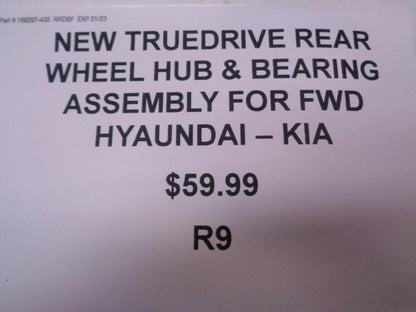 Part # 158297-435 RRDBF EXP 01/23
NEW TRUEDRIVE REAR
WHEEL HUB & BEARING
ASSEMBLY FOR FWD
HYAUNDAI – KIA
$59.99
R9